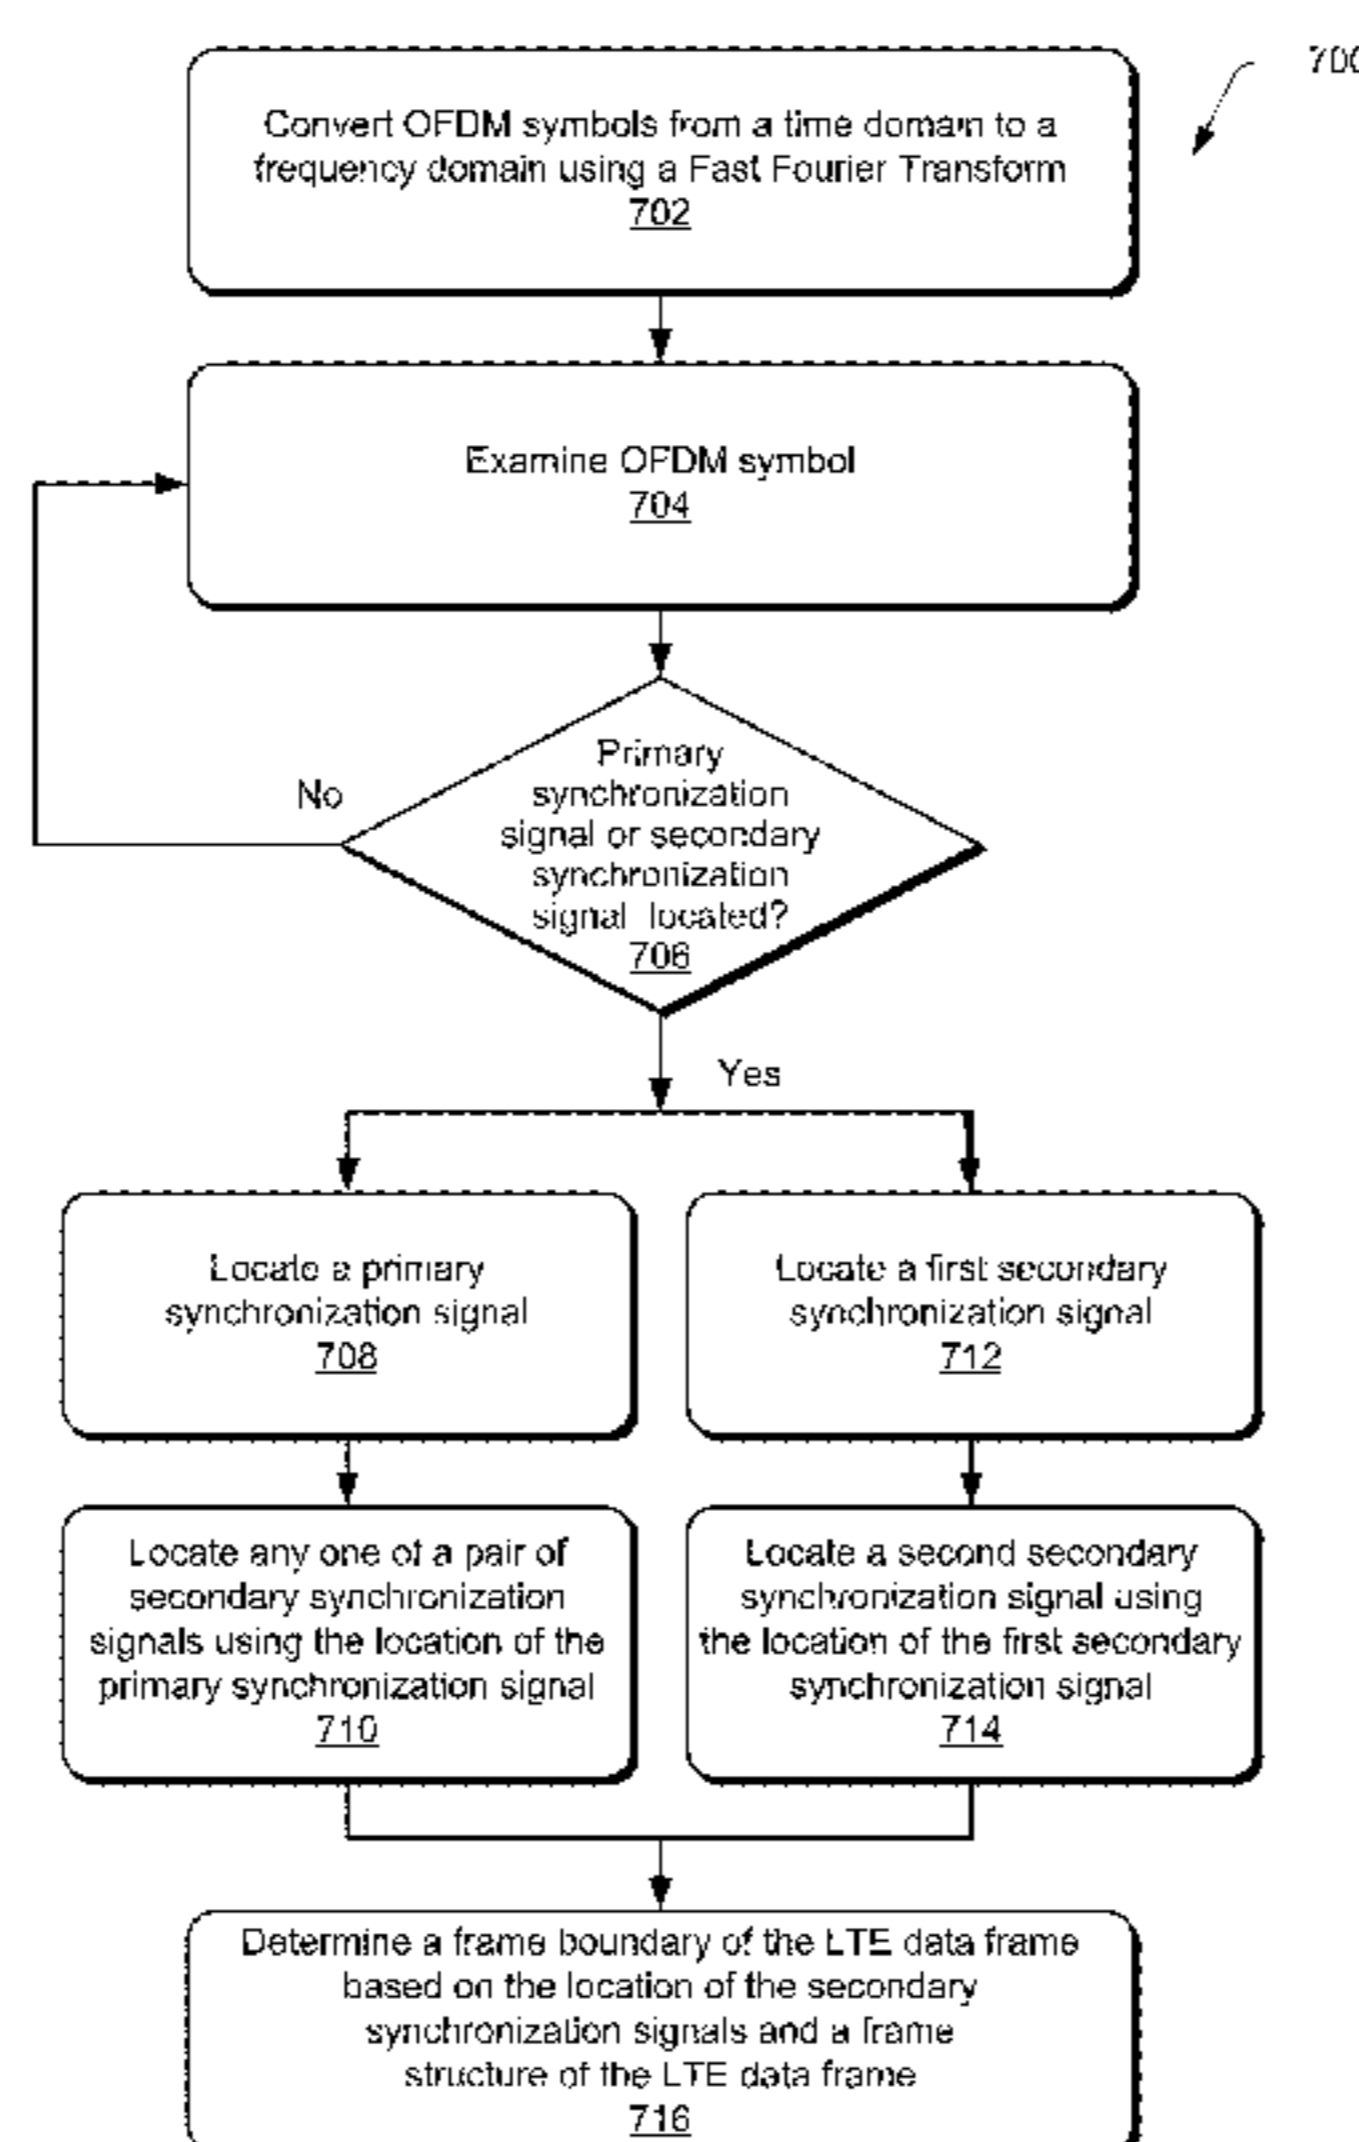 700
Convert OFDM symbols from a time domain to a
frequency domain using a Fast Fourier Transform
702
Examine OFDM symbol
704
Primary
synchronization
signal or secondary
synchronization
signal located?
706
No
Yes
Locate a primary
synchronization signal
708
Locate a first secondary
synchronization signal
712
Locate any one of a pair of
secondary synchronization
signals using the location of the
primary synchronization signal
710
Locate a second secondary
synchronization signal using
the location of the first secondary
synchronization signal
714
Determine a frame boundary of the LTE data frame
based on the location of the secondary
synchronization signals and a frame
structure of the LTE data frame
716